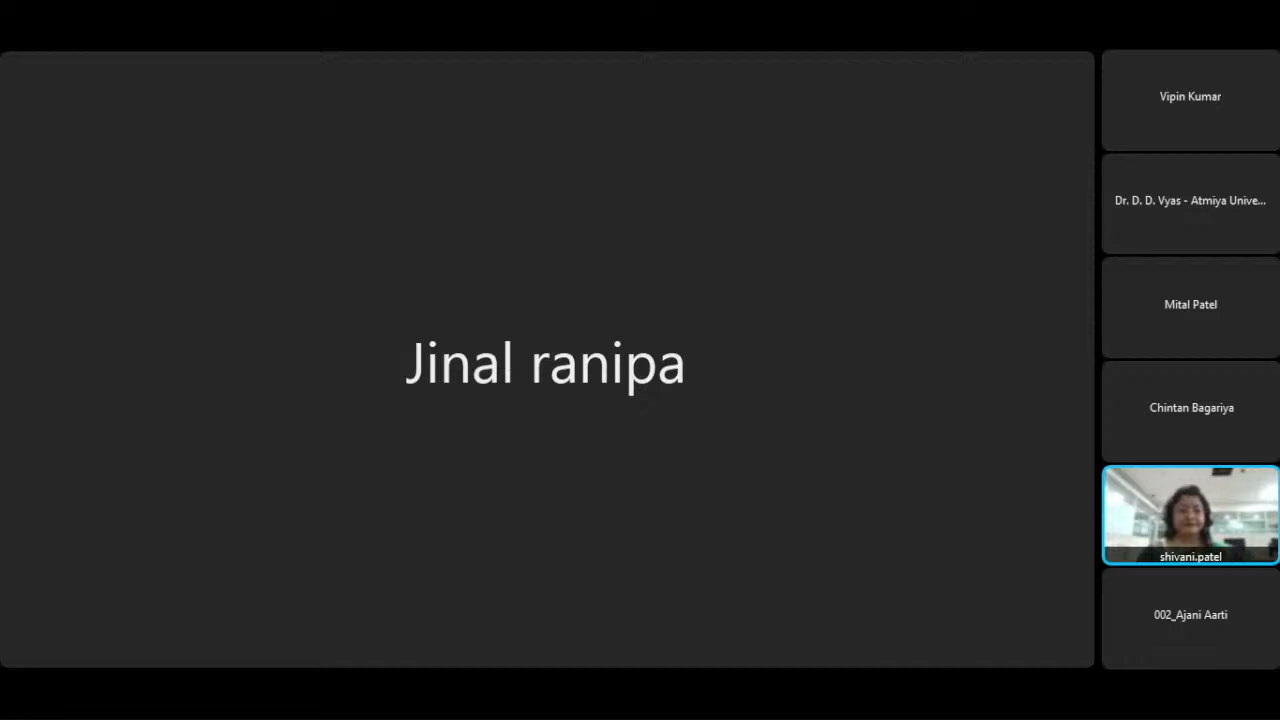 Jinal ranipa
Vipin Kumar
Dr. D. D. Vyas - Atmiya Unive...
Mital Patel
Chintan Bagariya
shivani.patel
002_Ajani Aarti